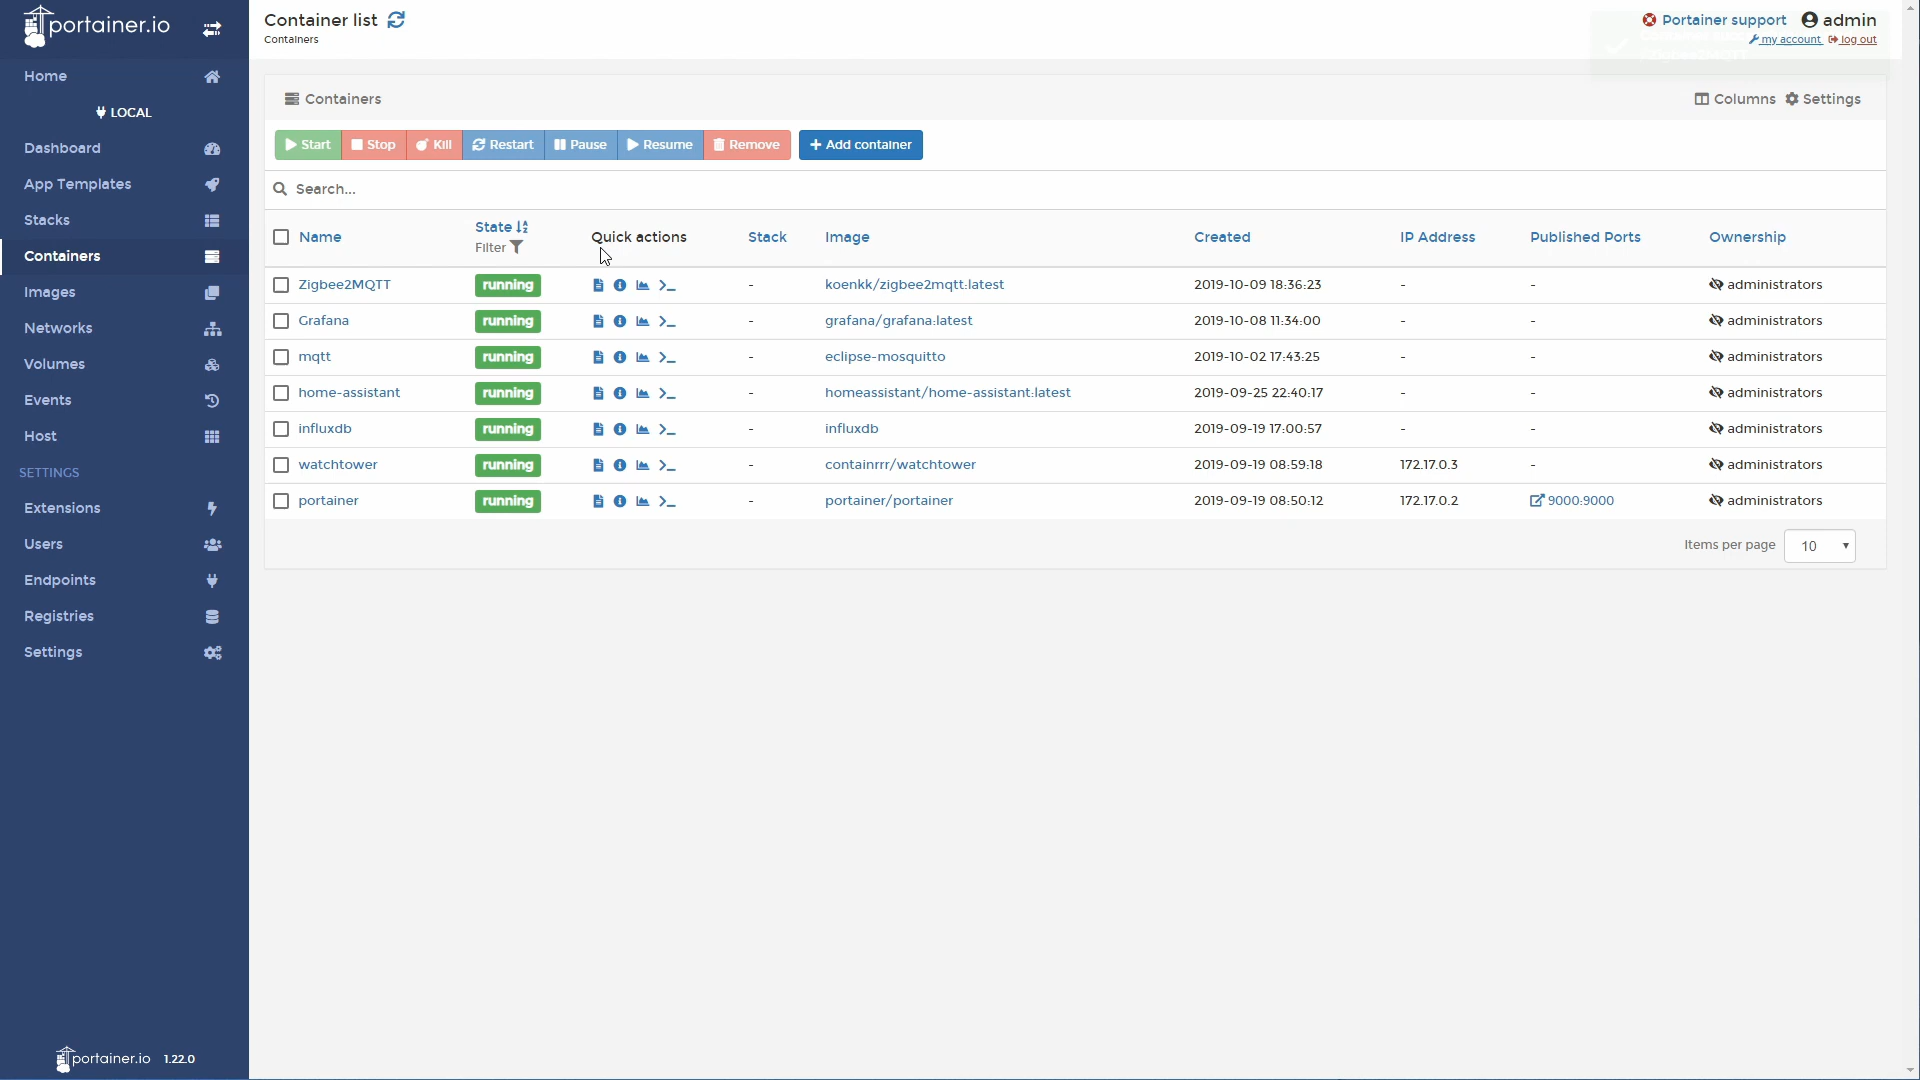 portainer.io
Home
LOCAL
Dashboard
App Templates
Stacks
Containers
Images
Networks
Volumes
Events
Host
SETTINGS
Extensions
Users
Endpoints
Registries
Settings
portainer.io 1.22.0
Container list
Containers
Portainer support admin
my account log out
Containers
Columns Settings
Start Stop Kill Restart Pause Resume Remove Add container
Search...
Name State Filter Quick actions Stack Image Created IP Address Published Ports Ownership
Zigbee2MQTT running >_ - koenkk/zigbee2mqtt:latest 2019-10-09 18:36:23 - - administrators
Grafana running >_ - grafana/grafana:latest 2019-10-08 11:34:00 - - administrators
mqtt running >_ - eclipse-mosquitto 2019-10-02 17:43:25 - - administrators
home-assistant running >_ - homeassistant/home-assistant:latest 2019-09-25 22:40:17 - - administrators
influxdb running >_ - influxdb 2019-09-19 17:00:57 - - administrators
watchtower running >_ - containrrr/watchtower 2019-09-19 08:59:18 172.17.0.3 - administrators
portainer running >_ - portainer/portainer 2019-09-19 08:50:12 172.17.0.2 9000:9000 administrators
Items per page 10